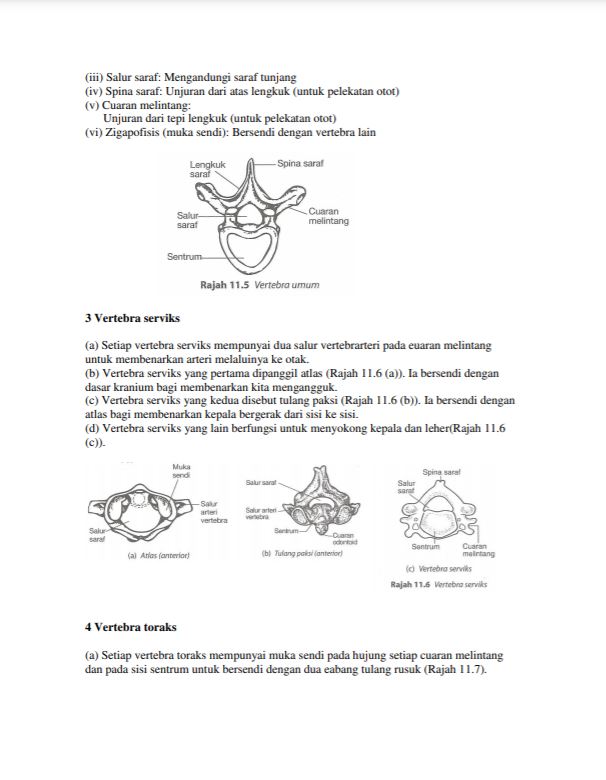 (iii) Salur saraf: Mengandungi saraf tunjang
(iv) Spina saraf: Unjuran dari atas lengkuk (untuk pelekatan otot)
(v) Cuaran melintang:
Unjuran dari tepi lengkuk (untuk pelekatan otot)
(vi) Zigapofisis (muka sendi): Bersendi dengan vertebra lain
Lengkuk
saraf
Spina saraf
Salur
saraf
Cuaran
melintang
Sentrum
Rajah 11.5 Vertebra umum
3 Vertebra serviks
(a) Setiap vertebra serviks mempunyai dua salur vertebrarteri pada euaran melintang
untuk membenarkan arteri melaluinya ke otak.
(b) Vertebra serviks yang pertama dipanggil atlas (Rajah 11.6 (a)). Ia bersendi dengan
dasar kranium bagi membenarkan kita mengangguk.
(c) Vertebra serviks yang kedua disebut tulang paksi (Rajah 11.6 (b)). Ia bersendi dengan
atlas bagi membenarkan kepala bergerak dari sisi ke sisi.
(d) Vertebra serviks yang lain berfungsi untuk menyokong kepala dan leher(Rajah 11.6
(c)).
Muka
sendi
Salur
arteri
vertebra
Salur
saraf
(a) Atlas (anterior)
Salur saraf
Salur arteri
vertebra
Sentrum
Cuaran
odontoid
(b) Tulang paksi (anterior)
Spina saraf
Salur
saraf
Sentrum
Cuaran
melintang
(c) Vertebra serviks
Rajah 11.6 Vertebra serviks
4 Vertebra toraks
(a) Setiap vertebra toraks mempunyai muka sendi pada hujung setiap cuaran melintang
dan pada sisi sentrum untuk bersendi dengan dua eabang tulang rusuk (Rajah 11.7).